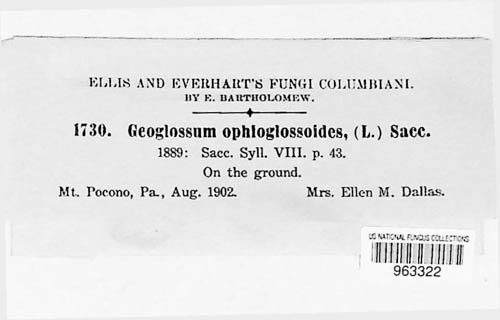 ELLIS AND EVERHART'S FUNGI COLUMBIANI.
BY E. BARTHOLOMEW.
1730. Geoglossum ophloglossoides, (L.) Sacc.
1889: Sacc. Syll. VIII. p. 43.
On the ground.
Mt. Pocono, Pa., Aug. 1902. Mrs. Ellen M. Dallas.
US NATIONAL FUNGUS COLLECTIONS
963322